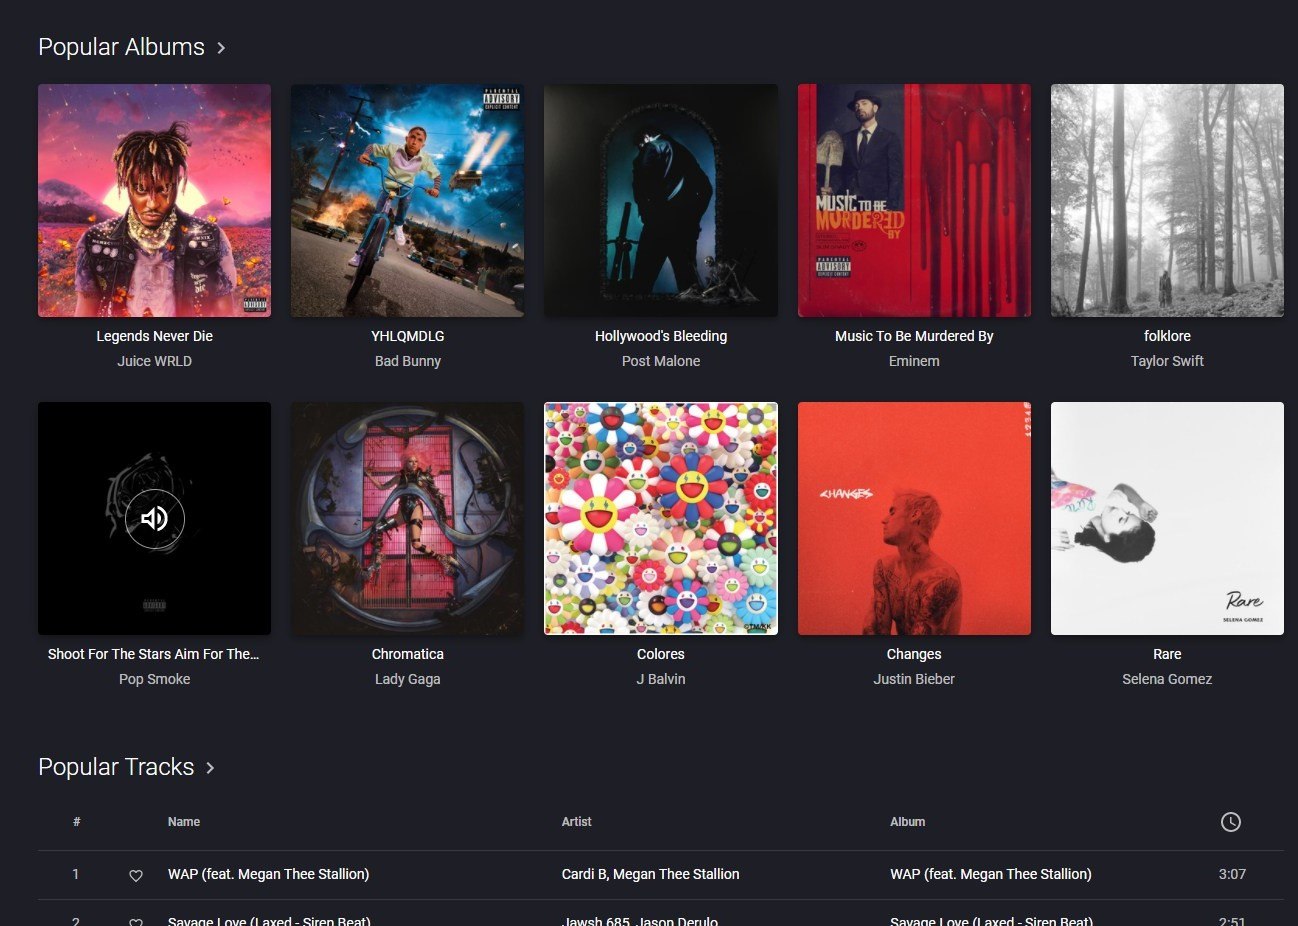 Popular Albums
PARENTAL
ADVISORY
EXPLICIT CONTENT
MUSIC TO BE
MURDERED
BY
PARENTAL
ADVISORY
EXPLICIT CONTENT
ADVISORY
Legends Never Die
YHLQMDLG
Hollywood's Bleeding
Music To Be Murdered By
folklore
Juice WRLD
Bad Bunny
Post Malone
Eminem
Taylor Swift
CHANGES
Rare
SELENA GOMEZ
Shoot For The Stars Aim For The...
Chromatica
Colores
Changes
Rare
Pop Smoke
Lady Gaga
J Balvin
Justin Bieber
Selena Gomez
Popular Tracks
# Name Artist Album
1 WAP (feat. Megan Thee Stallion) Cardi B, Megan Thee Stallion WAP (feat. Megan Thee Stallion) 3:07
2 Savage Love (Laxed - Siren Beat) Jawsh 685, Jason Derulo Savage Love (Laxed - Siren Beat) 2:51